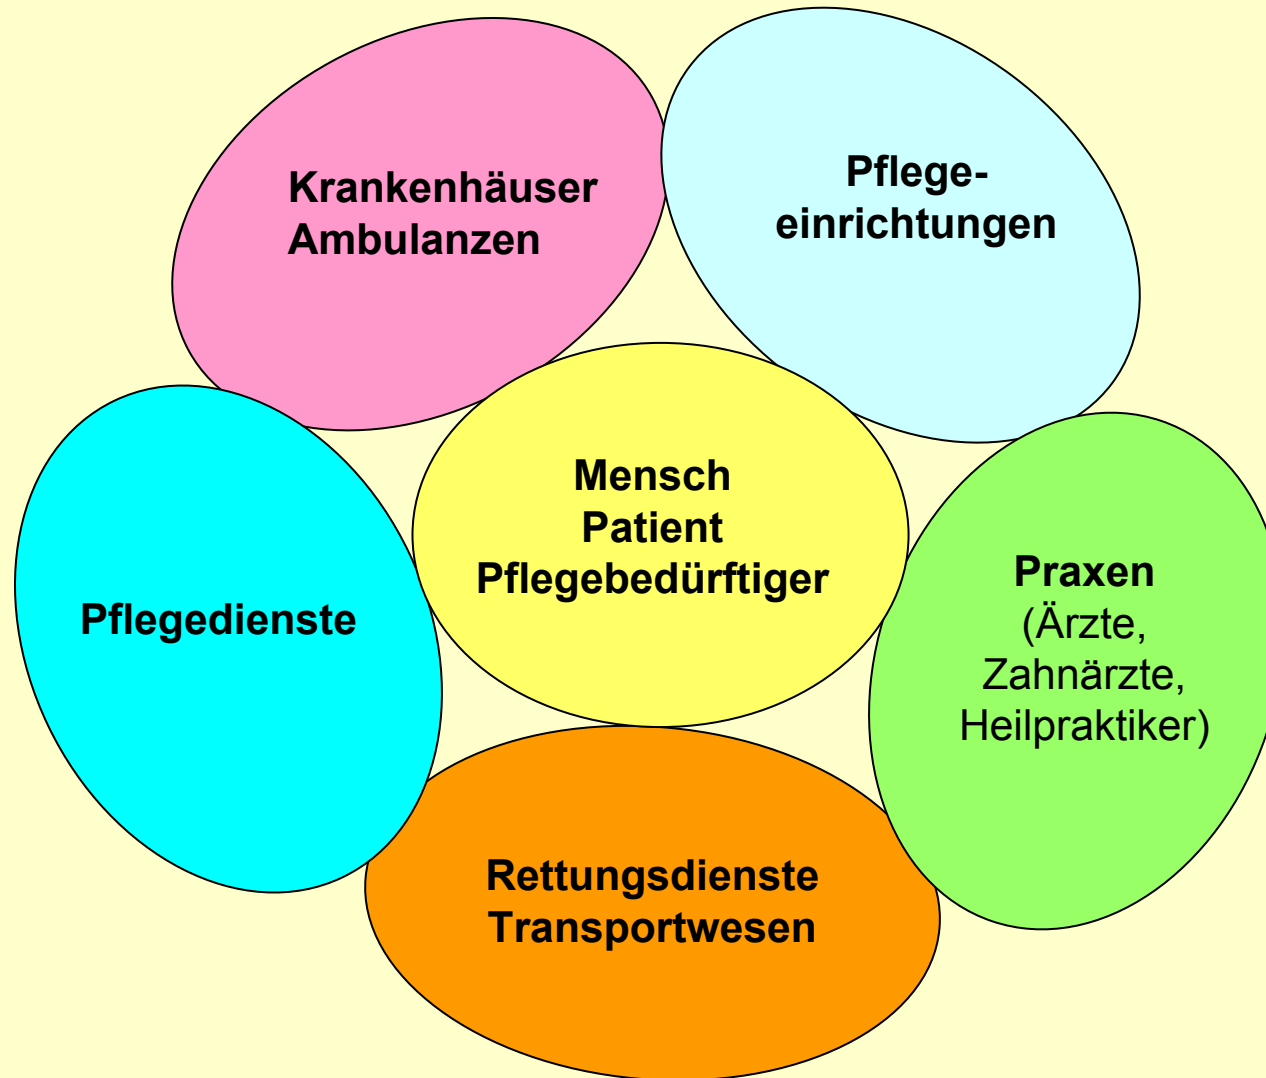 Krankenhäuser
Ambulanzen
Pflege-
einrichtungen
Mensch
Patient
Pflegebedürftiger
Pflegedienste
Praxen
(Ärzte,
Zahnärzte,
Heilpraktiker)
Rettungsdienste
Transportwesen